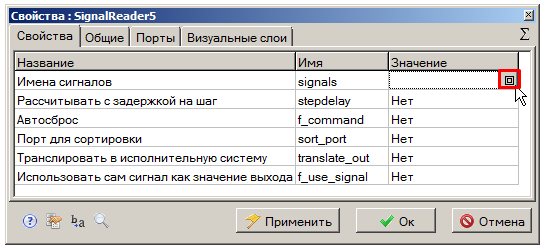 Свойства : SignalReader5
Свойства Общие Порты Визуальные слои Σ
Название Имя Значение
Имена сигналов signals
Рассчитывать с задержкой на шаг stepdelay Нет
Автосброс f_command Нет
Порт для сортировки sort_port Нет
Транслировать в исполнительную систему translate_out Нет
Использовать сам сигнал как значение выхода f_use_signal Нет
? b a Применить Ок Отмена